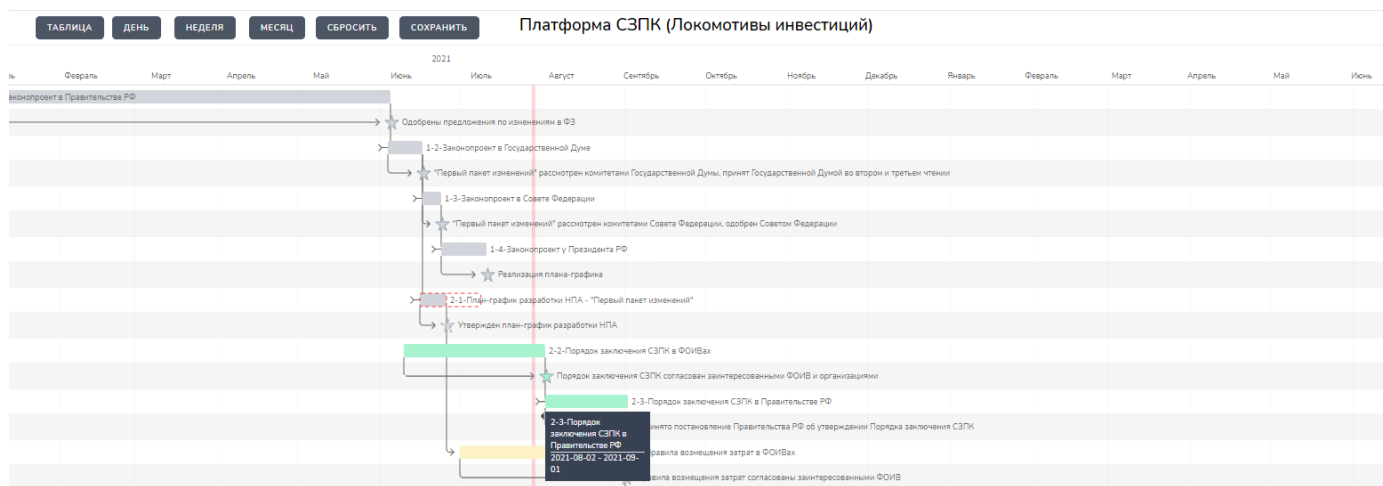 ТАБЛИЦА ДЕНЬ НЕДЕЛЯ МЕСЯЦ СБРОСИТЬ СОХРАНИТЬ Платформа СЗПК (Локомотивы инвестиций)
2021
Февраль Март Апрель Май Июнь Июль Август Сентябрь Октябрь Ноябрь Декабрь Январь Февраль Март Апрель Май Июнь
в Правительстве РФ
Одобрены предложения по изменениям в ФЗ
1-2-Законопроект в Государственной Думе
"Первый пакет изменений" рассмотрен комитетами Государственной Думы, принят Государственной Думой во втором и третьем чтении
1-3-Законопроект в Совете Федерации
"Первый пакет изменений" рассмотрен комитетами Совета Федерации, одобрен Советом Федерации
1-4-Законопроект у Президента РФ
Реализация плана-графика
2-1-План-график разработки НПА - "Первый пакет изменений"
Утвержден план-график разработки НПА
2-2-Порядок заключения СЗПК в ФОИВах
Порядок заключения СЗПК согласован заинтересованными ФОИВ и организациями
2-3-Порядок заключения СЗПК в Правительстве РФ
постановление Правительства РФ об утверждении Порядка заключения СЗПК
2-3-Порядок
заключения СЗПК в
Правительстве РФ
2021-08-02 - 2021-09-
01
возмещения затрат в ФОИВах
возмещения затрат согласованы заинтересованными ФОИВ